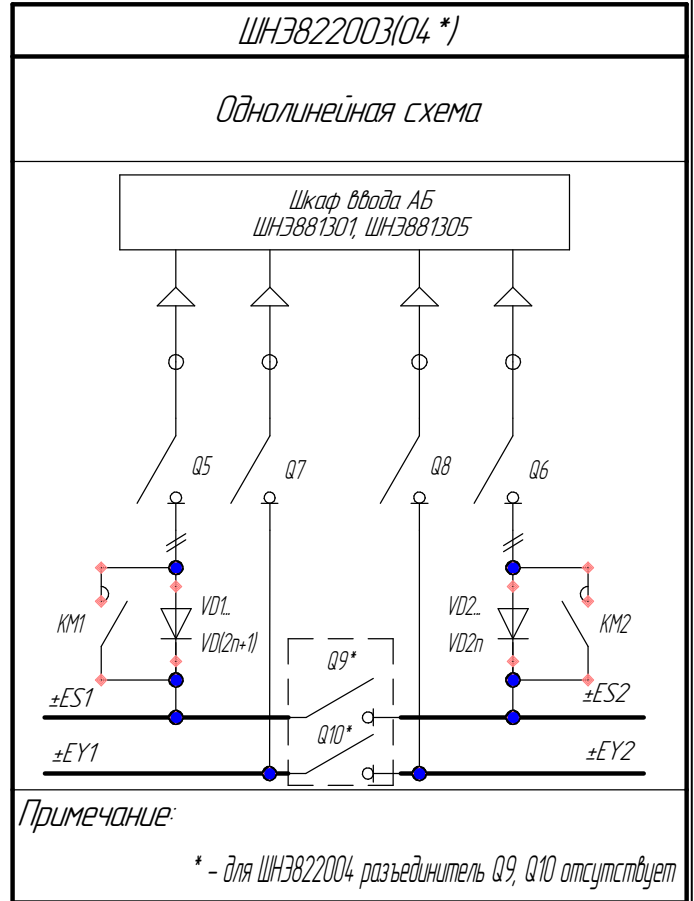 ШНЭ822003(04*)
Однолинейная схема
Шкаф ввода АБ
ШНЭ881301, ШНЭ881305
Q5
Q7
Q8
Q6
KM1
VD1...
VD(2n+1)
VD2...
VD2n
KM2
Q9*
±ES1
±ES2
Q10*
±EY1
±EY2
Примечание:
* - для ШНЭ822004 разъединитель Q9, Q10 отсутствует